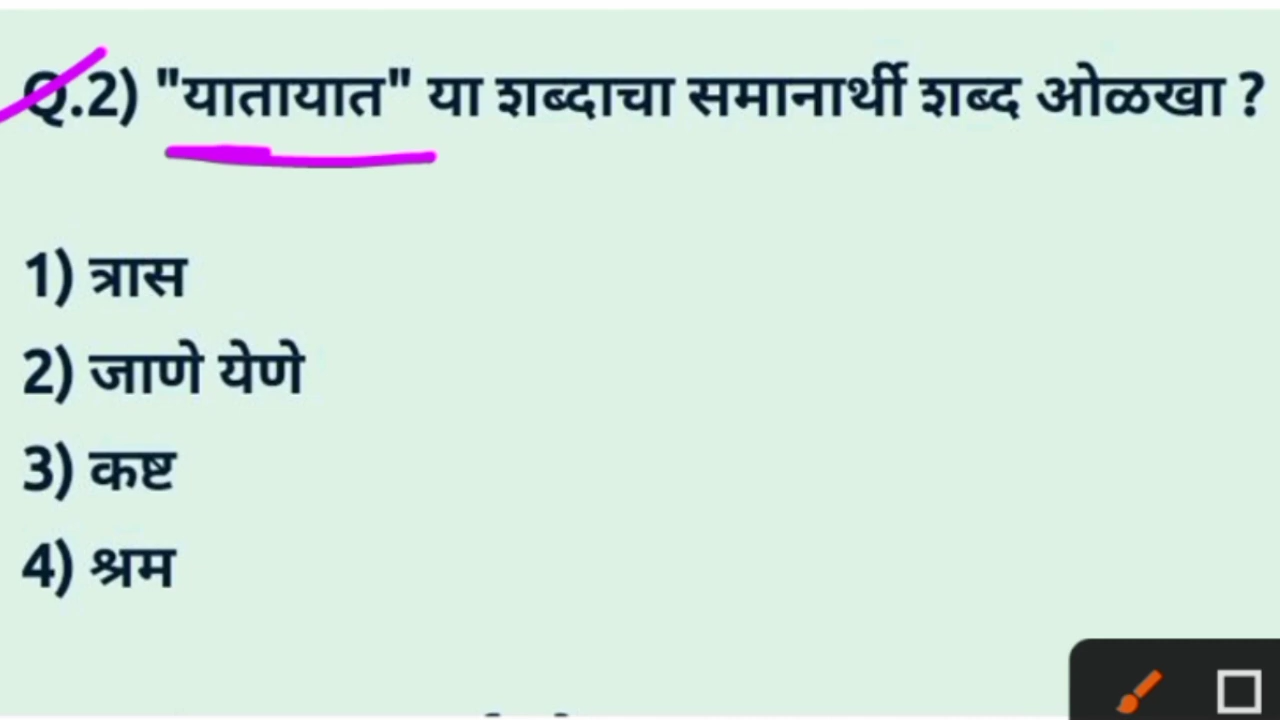 Q.2) "यातायात" या शब्दाचा समानार्थी शब्द ओळखा ?
1) त्रास
2) जाणे येणे
3) कष्ट
4) श्रम